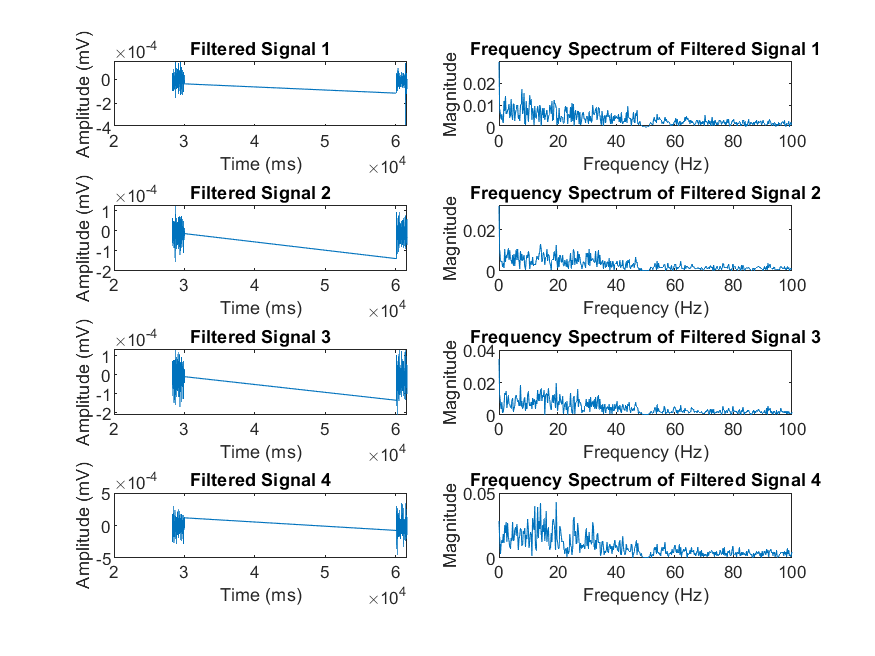 Filtered Signal 1
×10^-4
Amplitude (mV)
0
-2
-4
2 3 4 5 6
Time (ms)
×10^4
Frequency Spectrum of Filtered Signal 1
Magnitude
0.02
0.01
0
0 20 40 60 80 100
Frequency (Hz)
Filtered Signal 2
×10^-4
Amplitude (mV)
1
0
-1
-2
2 3 4 5 6
Time (ms)
×10^4
Frequency Spectrum of Filtered Signal 2
Magnitude
0.02
0
0 20 40 60 80 100
Frequency (Hz)
Filtered Signal 3
×10^-4
Amplitude (mV)
1
0
-1
-2
2 3 4 5 6
Time (ms)
×10^4
Frequency Spectrum of Filtered Signal 3
Magnitude
0.04
0.02
0
0 20 40 60 80 100
Frequency (Hz)
Filtered Signal 4
×10^-4
Amplitude (mV)
5
0
-5
2 3 4 5 6
Time (ms)
×10^4
Frequency Spectrum of Filtered Signal 4
Magnitude
0.05
0
0 20 40 60 80 100
Frequency (Hz)